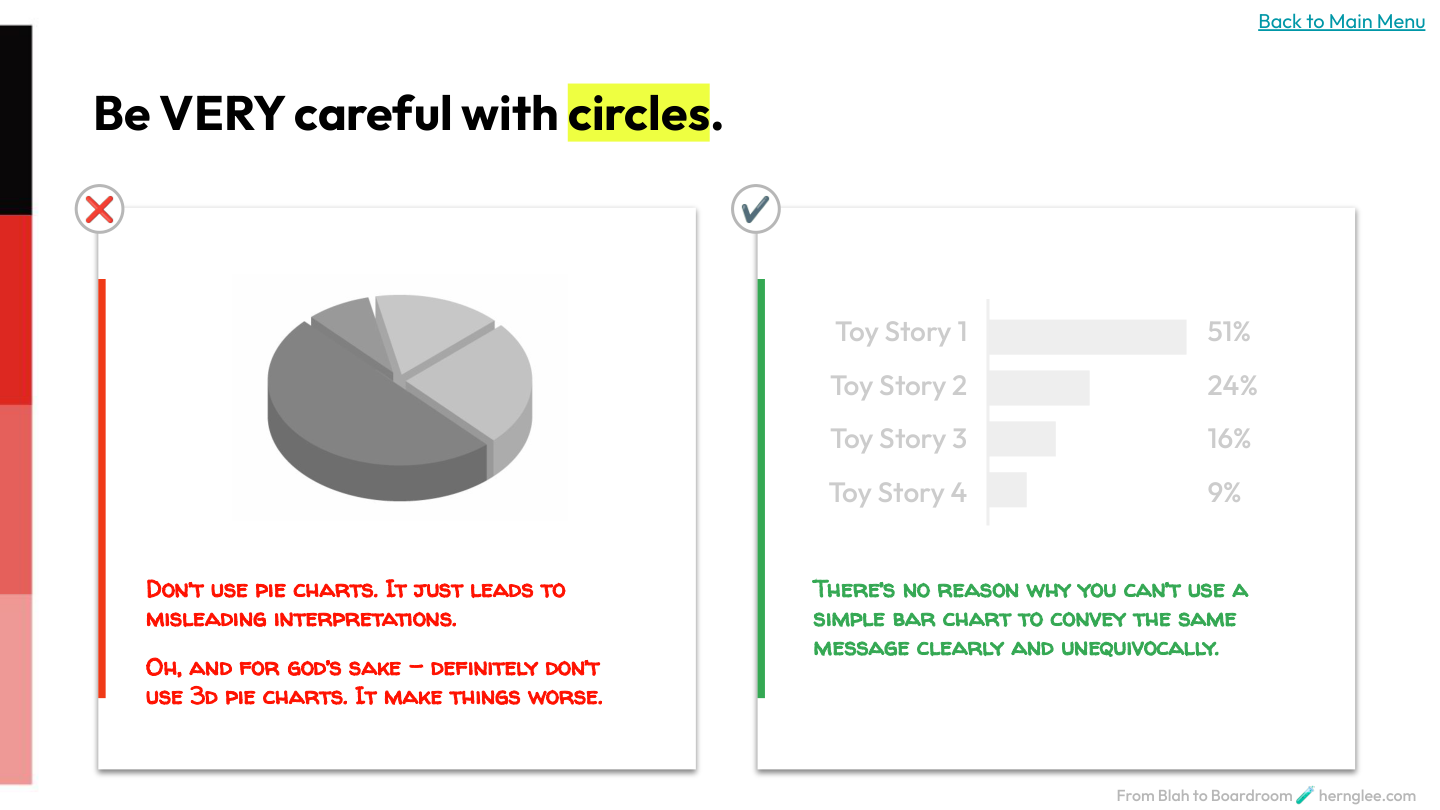 Back to Main Menu
Be VERY careful with circles.
Toy Story 1 51%
Toy Story 2 24%
Toy Story 3 16%
Toy Story 4 9%
Don't use pie charts. It just leads to
misleading interpretations.
Oh, and for god's sake – definitely don't
use 3d pie charts. It make things worse.
There's no reason why you can't use a
simple bar chart to convey the same
message clearly and unequivocally.
From Blah to Boardroom 🧪 hernglee.com